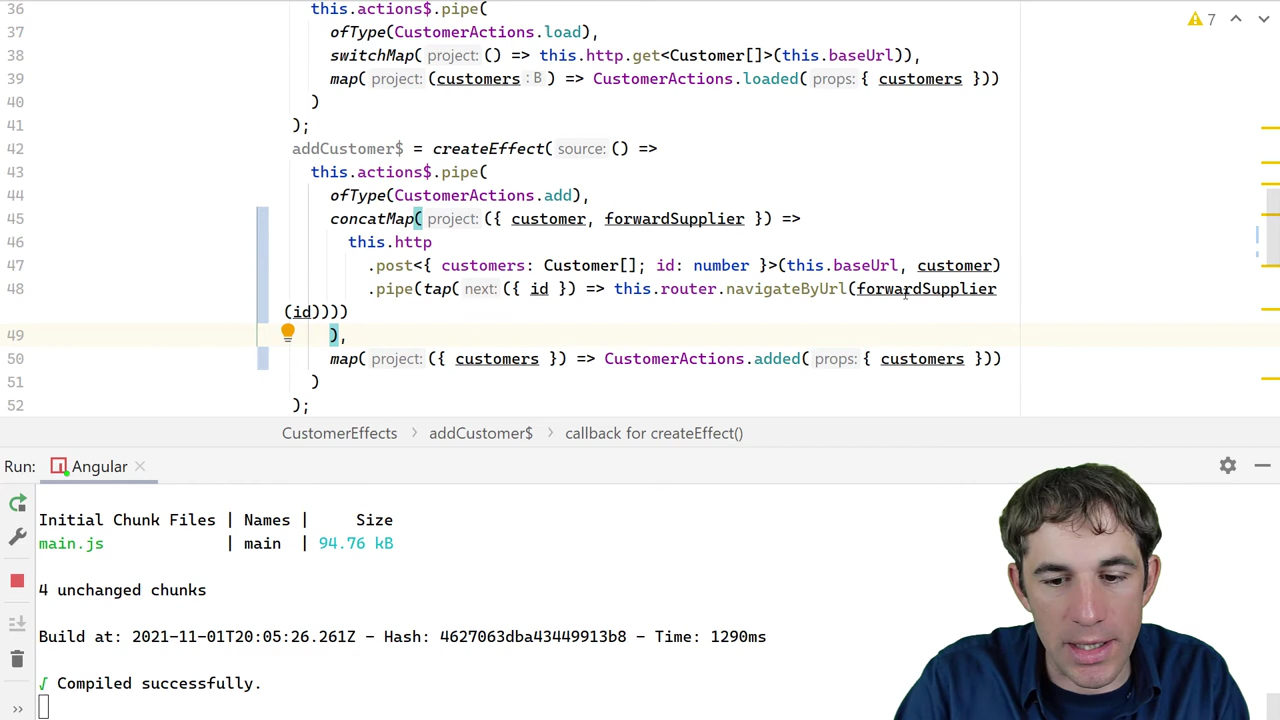 36 this.actions$.pipe(
37 ofType(CustomerActions.load),
38 switchMap( project: () => this.http.get<Customer[]>(this.baseUrl)),
39 map( project: (customers : B ) => CustomerActions.loaded( props: { customers }))
40 )
41 );
42 addCustomer$ = createEffect( source: () =>
43 this.actions$.pipe(
44 ofType(CustomerActions.add),
45 concatMap( project: ({ customer, forwardSupplier }) =>
46 this.http
47 .post<{ customers: Customer[]; id: number }>(this.baseUrl, customer)
48 .pipe(tap( next: ({ id }) => this.router.navigateByUrl(forwardSupplier
(id))))
49 ),
50 map( project: ({ customers }) => CustomerActions.added( props: { customers }))
51 )
52 );
7
CustomerEffects > addCustomer$ > callback for createEffect()
Run: Angular
Initial Chunk Files | Names | Size
main.js | main | 94.76 kB
4 unchanged chunks
Build at: 2021-11-01T20:05:26.261Z - Hash: 4627063dba43449913b8 - Time: 1290ms
√ Compiled successfully.